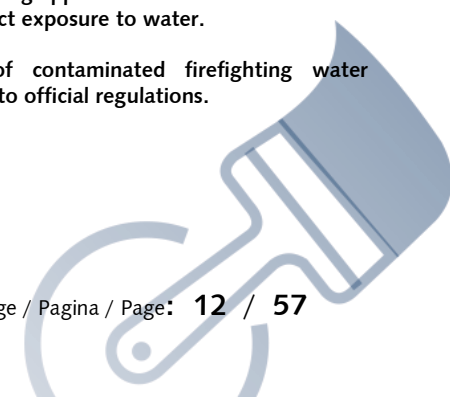 ct exposure to water.
of contaminated firefighting water
to official regulations.
ge / Pagina / Page: 12 / 57